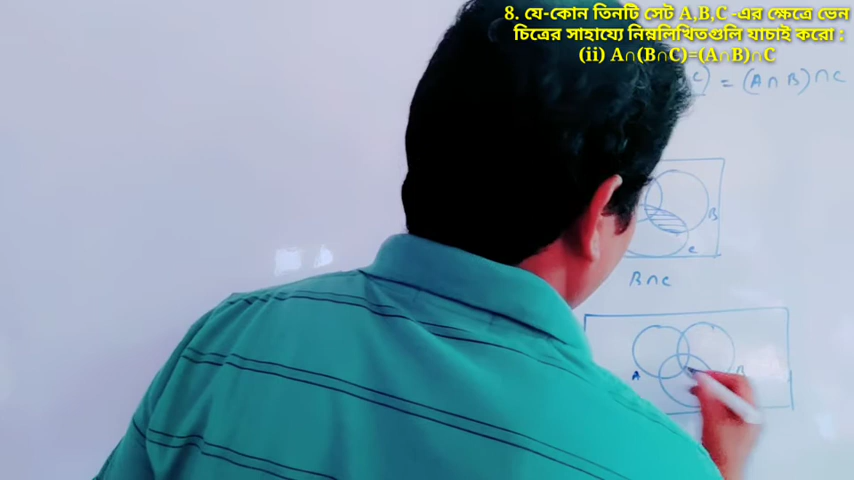 8. যে-কোন তিনটি সেট A,B,C -এর ক্ষেত্রে ভেন
চিত্রের সাহায্যে নিম্নলিখিতগুলি যাচাই করো :
(ii) A∩(B∩C)=(A∩B)∩C
C) = (A∩B)∩C
B
C
B∩C
A
B